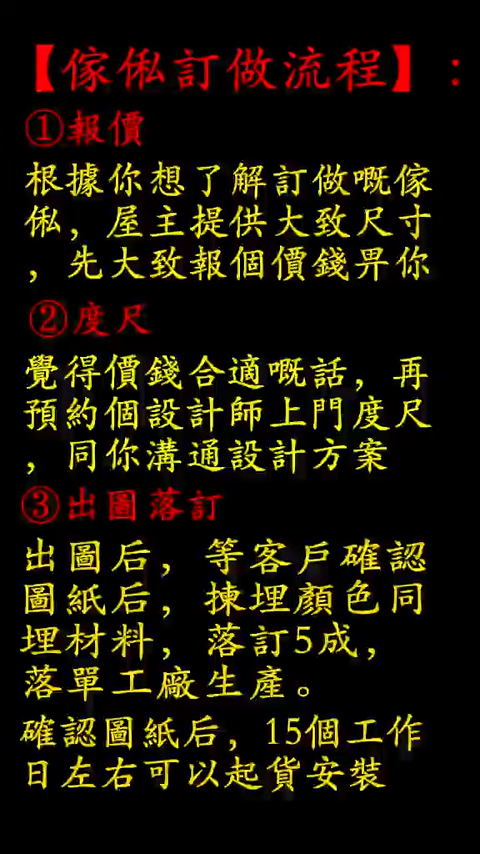 【傢俬訂做流程】:
①報價
根據你想了解訂做嘅傢
俬，屋主提供大致尺寸
，先大致報個價錢畀你
②度尺
覺得價錢合適嘅話，再
預約個設計師上門度尺
，同你溝通設計方案
③出圖落訂
出圖后，等客戶確認
圖紙后，揀埋顏色同
埋材料，落訂5成，
落單工廠生產。
確認圖紙后，15個工作
日左右可以起貨安裝